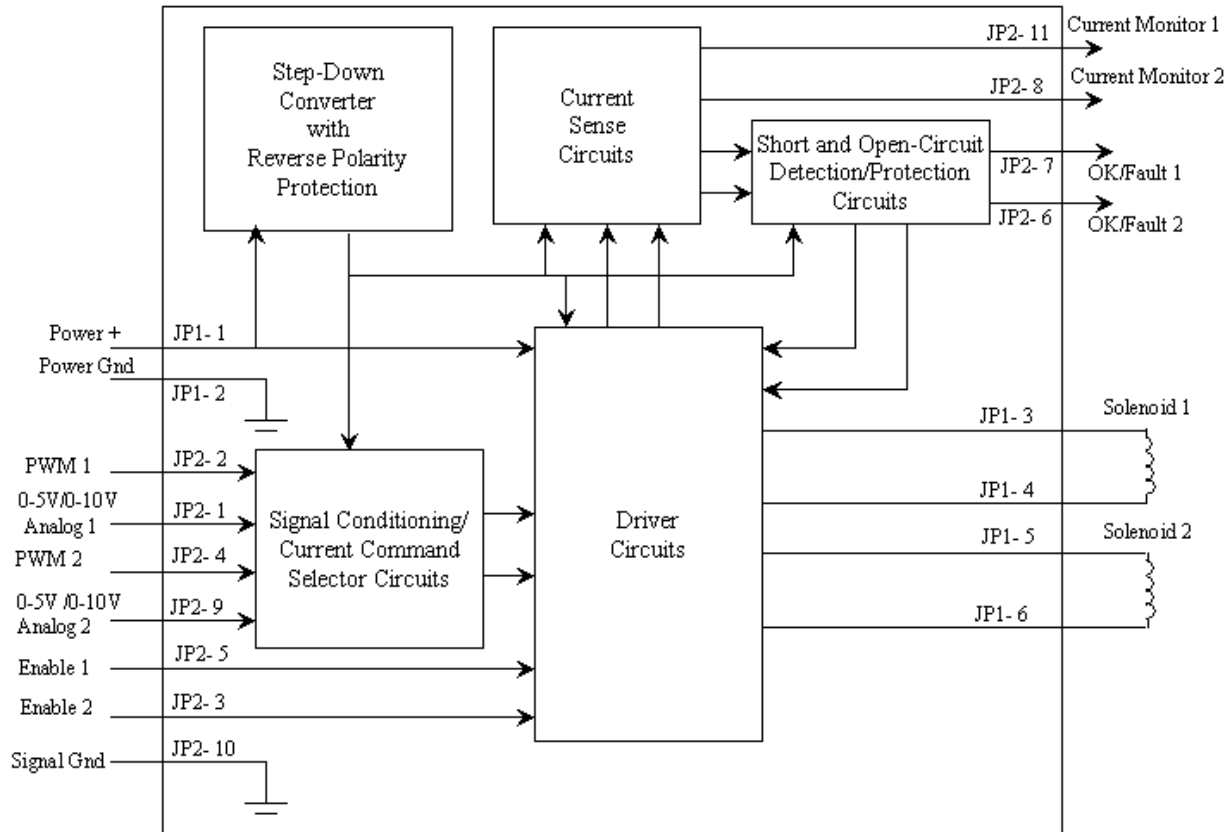 Step-Down
Converter
with
Reverse Polarity
Protection
Current
Sense
Circuits
JP2- 11
Current Monitor 1
JP2- 8
Current Monitor 2
Short and Open-Circuit
Detection/Protection
Circuits
JP2- 7
OK/Fault 1
JP2- 6
OK/Fault 2
Power +
JP1- 1
Power Gnd
JP1- 2
PWM 1
JP2- 2
0-5V/0-10V
Analog 1
JP2- 1
PWM 2
JP2- 4
0-5V /0-10V
Analog 2
JP2- 9
Enable 1
JP2- 5
Enable 2
JP2- 3
Signal Gnd
JP2- 10
Signal Conditioning/
Current Command
Selector Circuits
Driver
Circuits
JP1- 3
Solenoid 1
JP1- 4
JP1- 5
Solenoid 2
JP1- 6